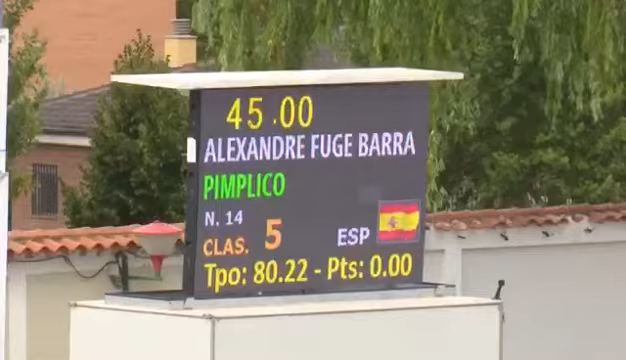 45.00
ALEXANDRE FUGE BARRA
PIMPLICO
N. 14
CLAS. 5 ESP
Tpo: 80.22 - Pts: 0.00